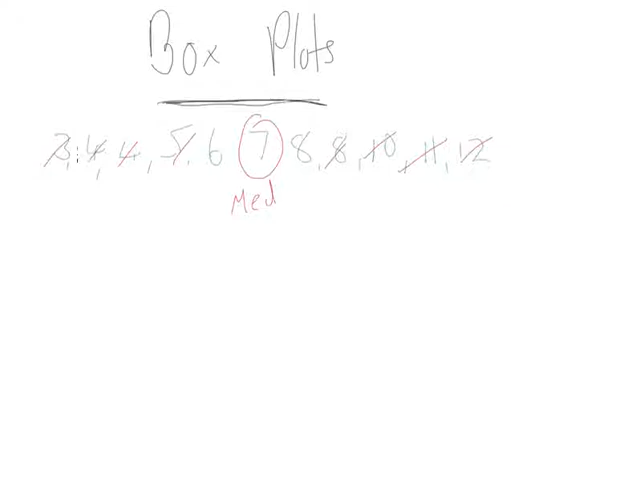 Box Plots
3, 4, 4, 5, 6 7 8, 8, 10, 11, 12
Med